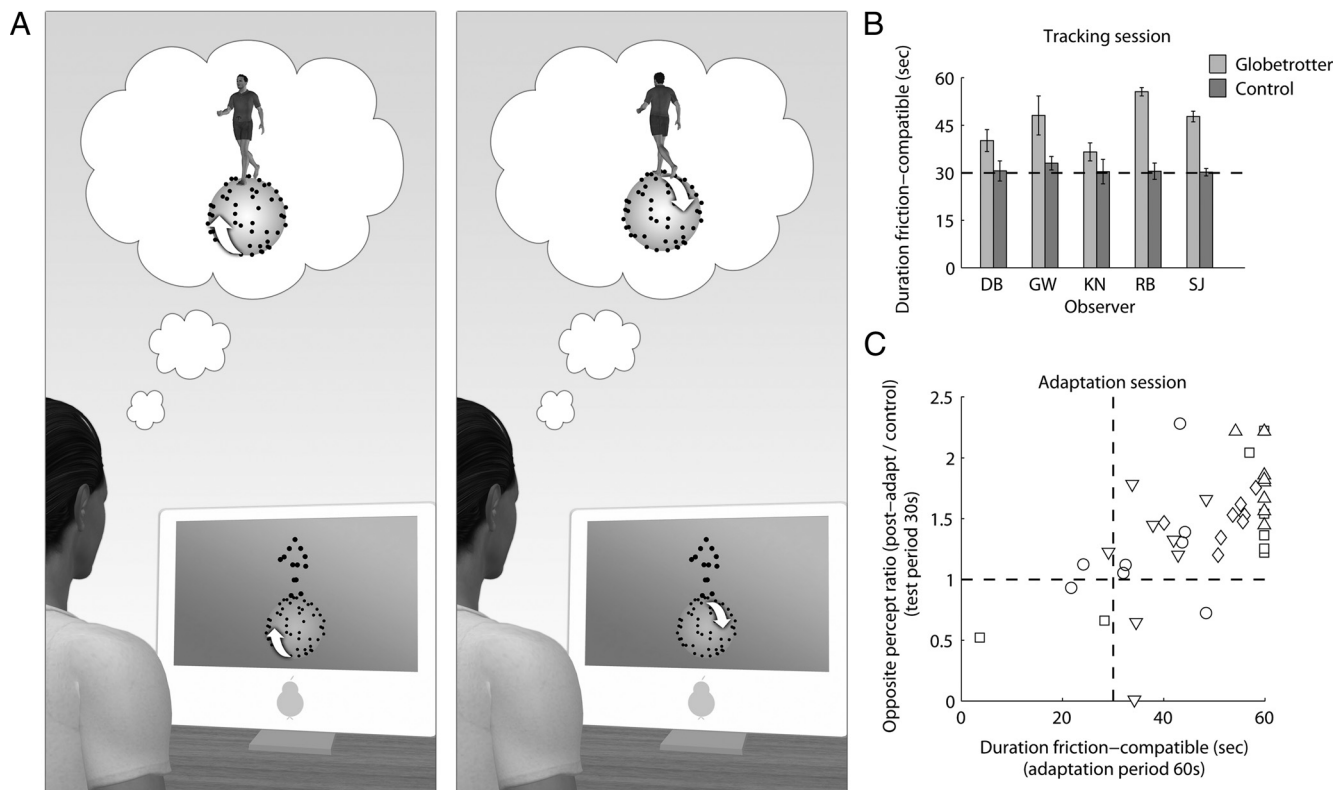 A
B
Tracking session
Globetrotter
Control
Duration friction−compatible (sec)
60
45
30
15
0
DB GW KN RB SJ
Observer
C
Adaptation session
Opposite percept ratio (post−adapt / control)
(test period 30s)
2.5
2
1.5
1
0.5
0
0 20 40 60
Duration friction−compatible (sec)
(adaptation period 60s)